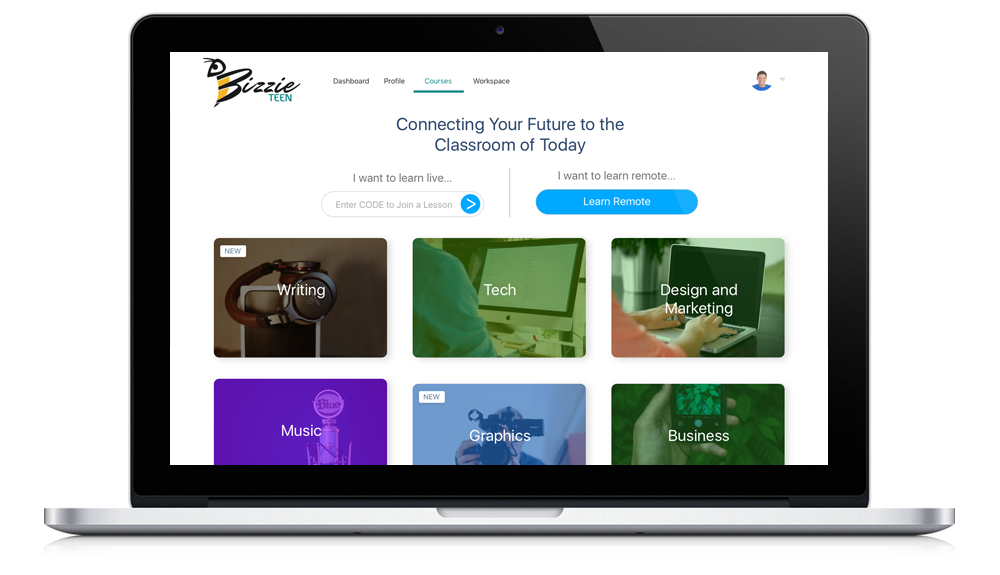 Bizzie
TEEN
Dashboard
Profile
Courses
Workspace
Connecting Your Future to the
Classroom of Today
I want to learn live...
Enter CODE to Join a Lesson
>
I want to learn remote...
Learn Remote
NEW
Writing
Tech
Design and
Marketing
Blue
Music
NEW
Graphics
Business